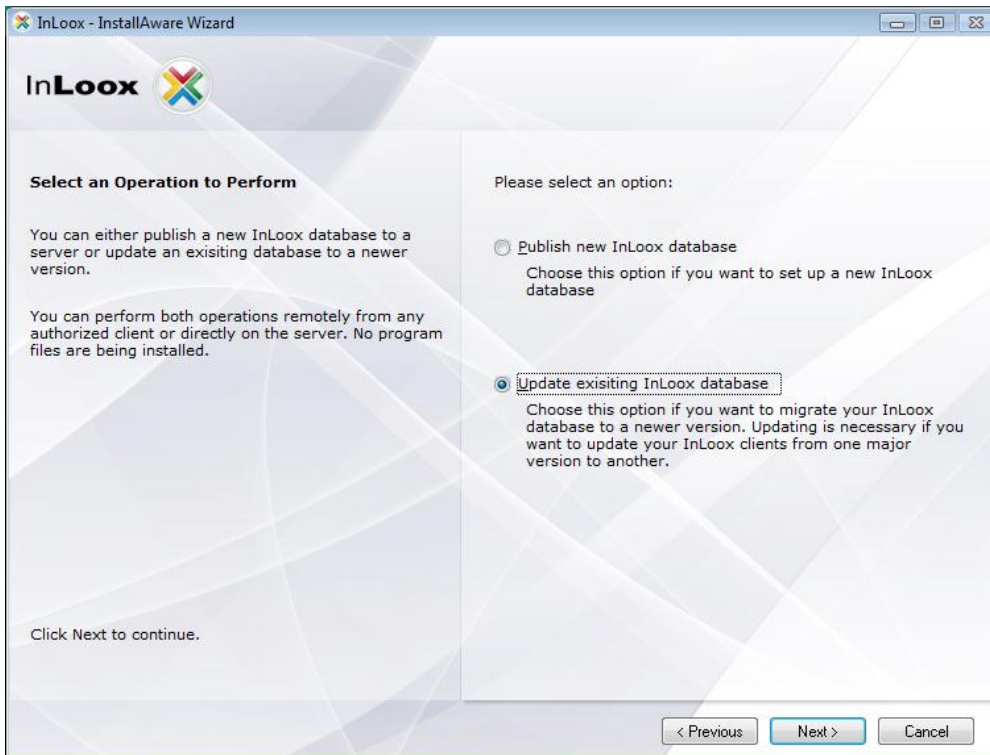 InLoox - InstallAware Wizard
InLoox
Select an Operation to Perform
You can either publish a new InLoox database to a
server or update an exisiting database to a newer
version.
You can perform both operations remotely from any
authorized client or directly on the server. No program
files are being installed.
Click Next to continue.
Please select an option:
Publish new InLoox database
Choose this option if you want to set up a new InLoox
database
Update exisiting InLoox database
Choose this option if you want to migrate your InLoox
database to a newer version. Updating is necessary if you
want to update your InLoox clients from one major
version to another.
< Previous
Next >
Cancel